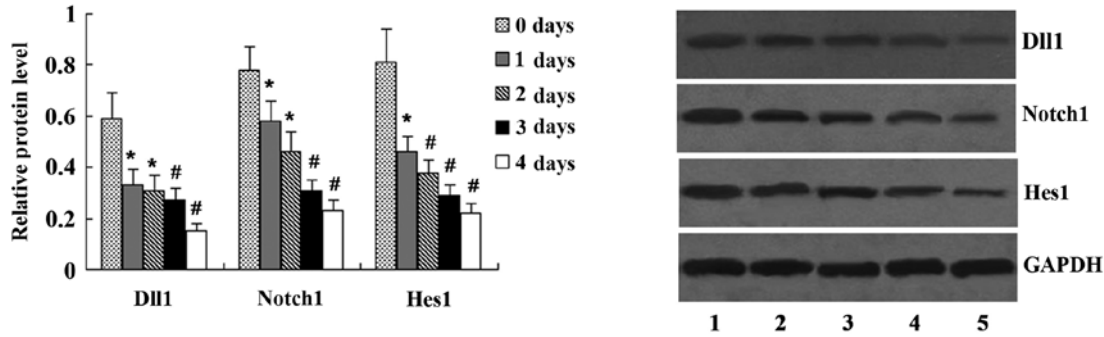 Relative protein level
1
0.8
0.6
0.4
0.2
0
* * # #
* * # #
* # # #
Dll1 Notch1 Hes1
0 days
1 days
2 days
3 days
4 days
Dll1
Notch1
Hes1
GAPDH
1 2 3 4 5